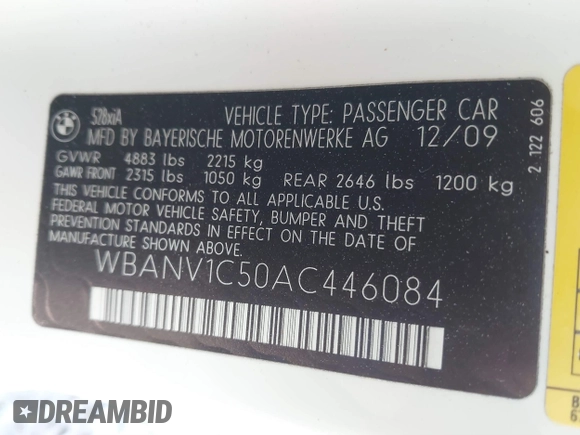 528xiA
VEHICLE TYPE: PASSENGER CAR
MFD BY BAYERISCHE MOTORENWERKE AG 12/09
GVWR 4883 lbs 2215 kg
GAWR FRONT 2315 lbs 1050 kg REAR 2646 lbs 1200 kg
THIS VEHICLE CONFORMS TO ALL APPLICABLE U.S.
FEDERAL MOTOR VEHICLE SAFETY, BUMPER AND THEFT
PREVENTION STANDARDS IN EFFECT ON THE DATE OF
MANUFACTURE SHOWN ABOVE.
WBANV1C50AC446084
2 122 606
DREAMBID